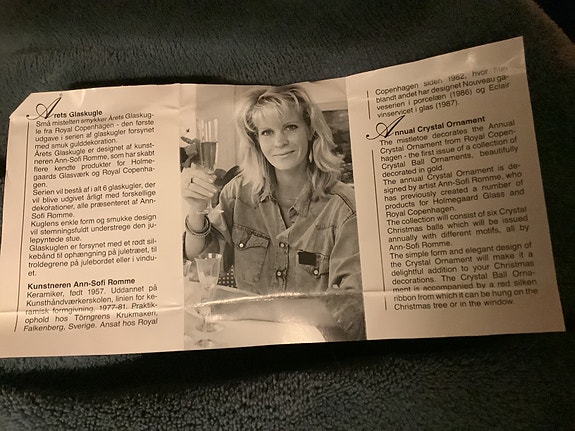 Årets Glaskugle
Små mistelten smykker Årets Glaskug-
le fra Royal Copenhagen - den første
udgave i serien af glaskugler forsynet
med smuk gulddekoration.
Årets Glaskugle er designet af kunst-
neren Ann-Sofi Romme, som har skabt
flere kendte produkter for Holme-
gaards Glasværk og Royal Copenha-
gen.
Serien vil bestå af i alt 6 glaskugler, der
vil blive udgivet årligt med forskellige
dekorationer, alle præsenteret af Ann-
Sofi Romme.
Kuglens enkle form og smukke design
vil stemningsfuldt understrege den ju-
lepyntede stue.
Glasthuglen er forsynet med et rødt sil-
kebånd til ophængning på juletræet, til
troldegrene på julebordet eller i vindu-
et.
Kunstneren Ann-Sofi Romme
Keramiker, født 1957. Uddannet på
Kunsthåndværkerskolen, linien for ke-
ramisk formgivning, 1977-81. Praktik-
ophold hos Törngrens Krukmakeri,
Falkenberg, Sverige. Ansat hos Royal
Copenhagen siden 1982, hvor hun
blandt andet har designet Nouveau ga-
veserien i porcelæn (1986) og Eclair
vinservicet i glas (1987).
Annual Crystal Ornament
The mistletoe decorates the Annual
Crystal Ornament from Royal Copen-
hagen - the first issue of a collection of
Crystal Ball Ornaments, beautifully
decorated in gold.
The annual Crystal Ornament is de-
signed by artist Ann-Sofi Romme, who
has previously created a number of
products for Holmegaard Glass and
Royal Copenhagen.
The collection will consist of six Crystal
Christmas balls which will be issued
annually with different motifs, all by
Ann-Sofi Romme.
The simple form and elegant design of
the Crystal Ornament will make it a
delightful addition to your Christmas
decorations. The Crystal Ball Orna-
ment is accompanied by a red silken
ribbon from which it can be hung on the
Christmas tree or in the window.